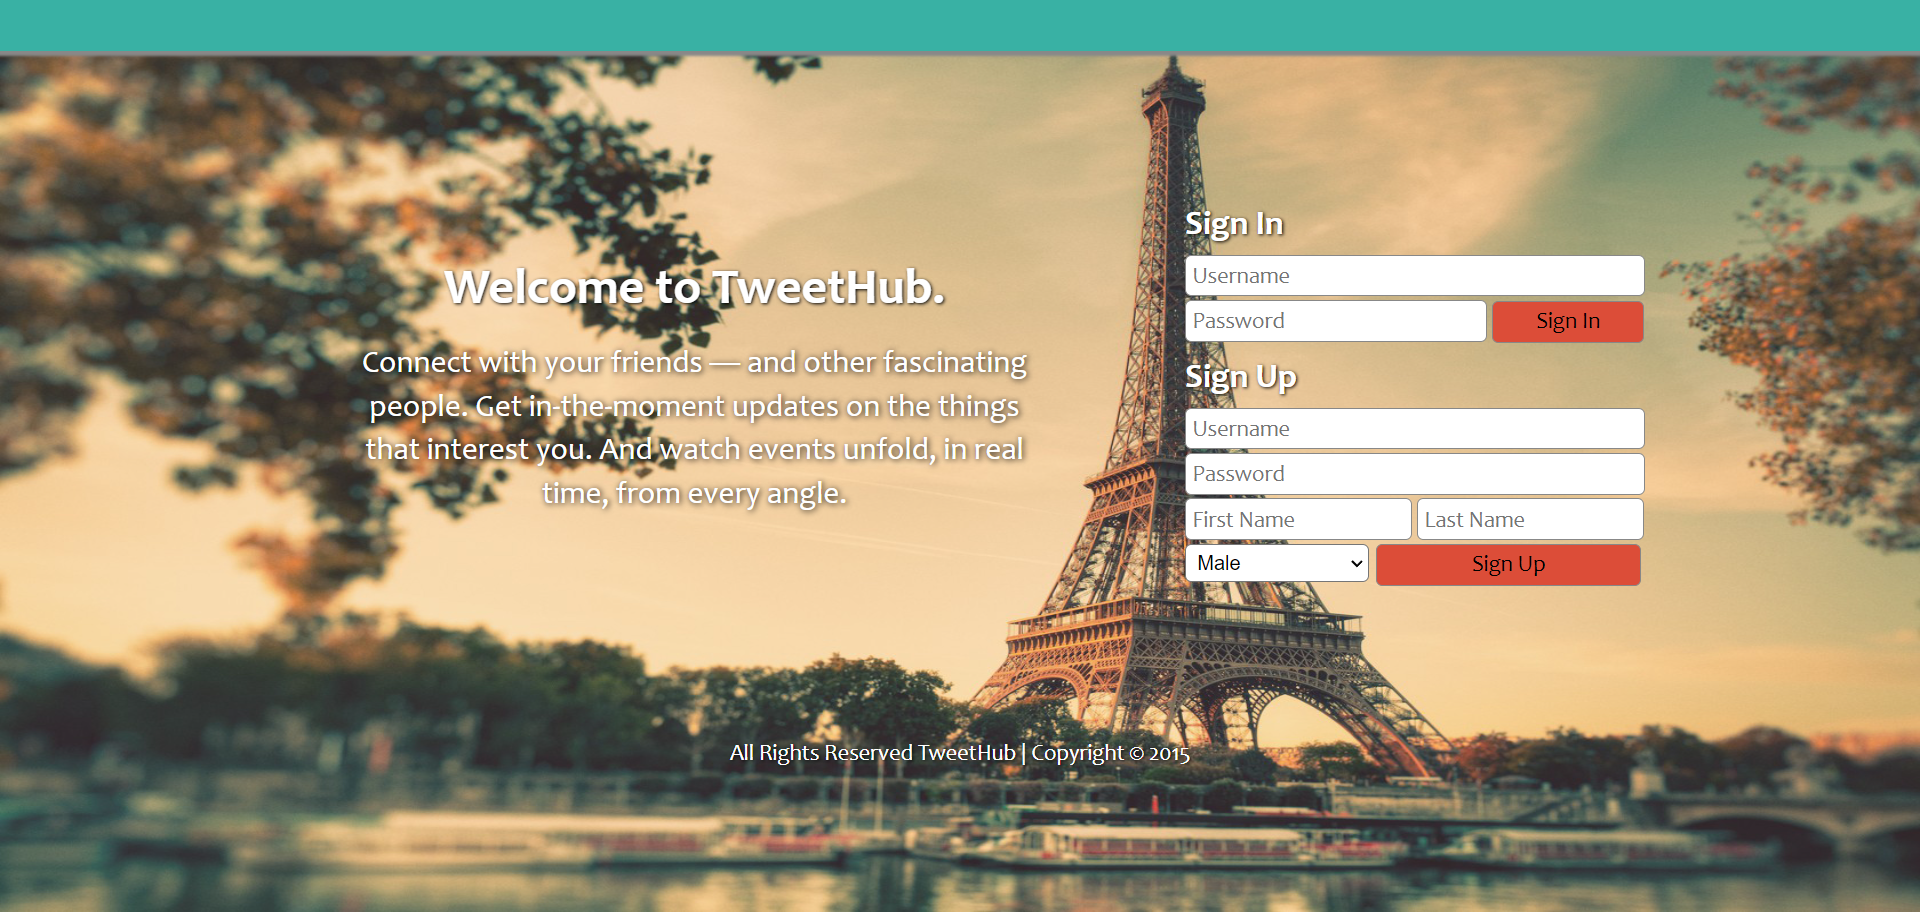 Welcome to TweetHub.
Connect with your friends — and other fascinating
people. Get in-the-moment updates on the things
that interest you. And watch events unfold, in real
time, from every angle.
Sign In
Username
Password
Sign In
Sign Up
Username
Password
First Name
Last Name
Male
Sign Up
All Rights Reserved TweetHub | Copyright © 2015